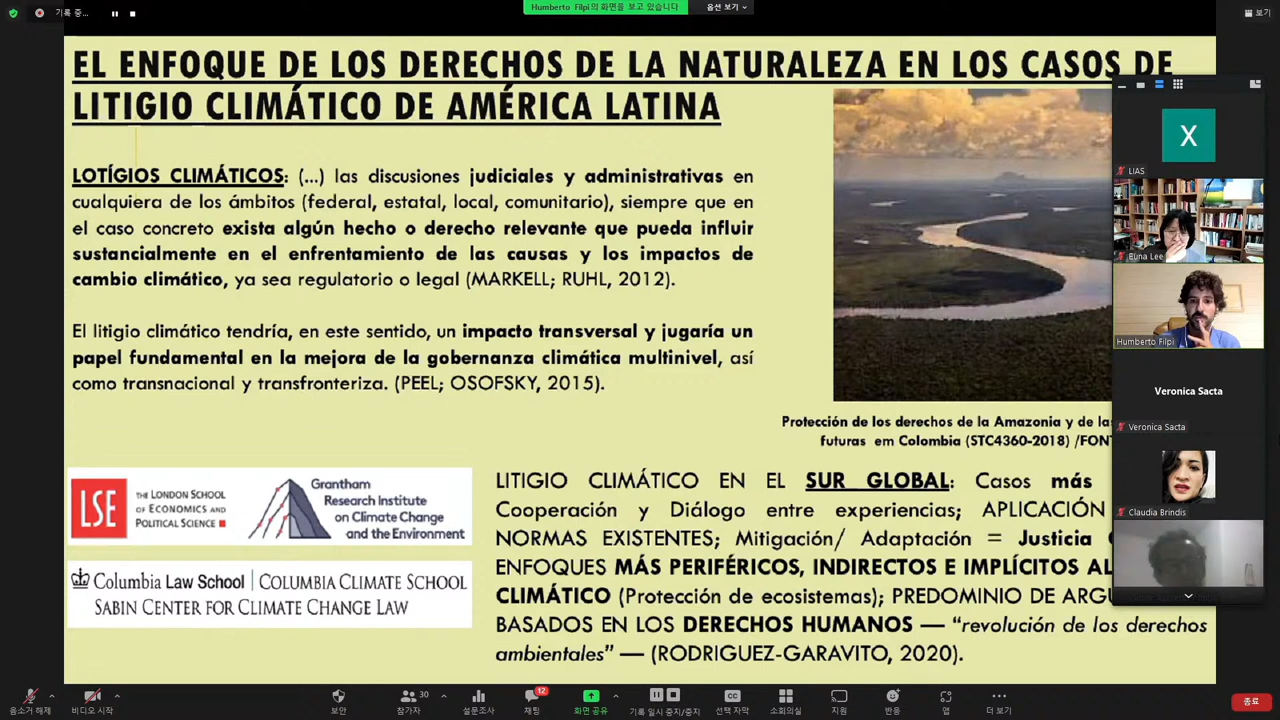 기록 중...
Humberto Filpi의 화면을 보고 있습니다
옵션 보기
보기
EL ENFOQUE DE LOS DERECHOS DE LA NATURALEZA EN LOS CASOS DE
LITIGIO CLIMÁTICO DE AMÉRICA LATINA
LOTÍGIOS CLIMÁTICOS: (...) las discusiones judiciales y administrativas en
cualquiera de los ámbitos (federal, estatal, local, comunitario), siempre que en
el caso concreto exista algún hecho o derecho relevante que pueda influir
sustancialmente en el enfrentamiento de las causas y los impactos de
cambio climático, ya sea regulatorio o legal (MARKELL; RUHL, 2012).
El litigio climático tendría, en este sentido, un impacto transversal y jugaría un
papel fundamental en la mejora de la gobernanza climática multinivel, así
como transnacional y transfronteriza. (PEEL; OSOFSKY, 2015).
Protección de los derechos de la Amazonia y de las
futuras en Colombia (STC4360-2018) /FONT
LSE
THE LONDON SCHOOL
OF ECONOMICS AND
POLITICAL SCIENCE
Grantham
Research Institute
on Climate Change
and the Environment
Columbia Law School | COLUMBIA CLIMATE SCHOOL
SABIN CENTER FOR CLIMATE CHANGE LAW
LITIGIO CLIMÁTICO EN EL SUR GLOBAL: Casos más
Cooperación y Diálogo entre experiencias; APLICACIÓN
NORMAS EXISTENTES; Mitigación/ Adaptación = Justicia
ENFOQUES MÁS PERIFÉRICOS, INDIRECTOS E IMPLÍCITOS AL
CLIMÁTICO (Protección de ecosistemas); PREDOMINIO DE ARGU
BASADOS EN LOS DERECHOS HUMANOS — “revolución de los derechos
ambientales” — (RODRIGUEZ-GARAVITO, 2020).
X
LIAS
Euna Lee
Humberto Filpi
Veronica Sacta
Veronica Sacta
Claudia Brindis
음소거 해제
비디오 시작
보안
30
참가자
설문조사
12
채팅
화면 공유
기록 일시 중지/중지
선택 자막
소회의실
지원
반응
앱
더 보기
종료